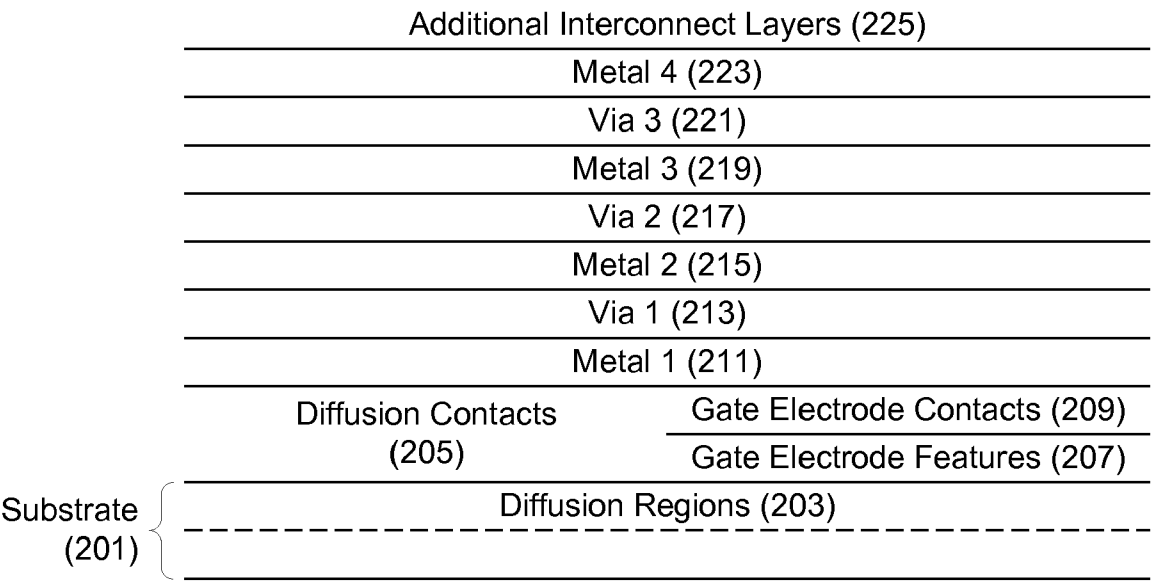 Additional Interconnect Layers (225)
Metal 4 (223)
Via 3 (221)
Metal 3 (219)
Via 2 (217)
Metal 2 (215)
Via 1 (213)
Metal 1 (211)
Diffusion Contacts
(205)
Gate Electrode Contacts (209)
Gate Electrode Features (207)
Substrate
(201)
Diffusion Regions (203)